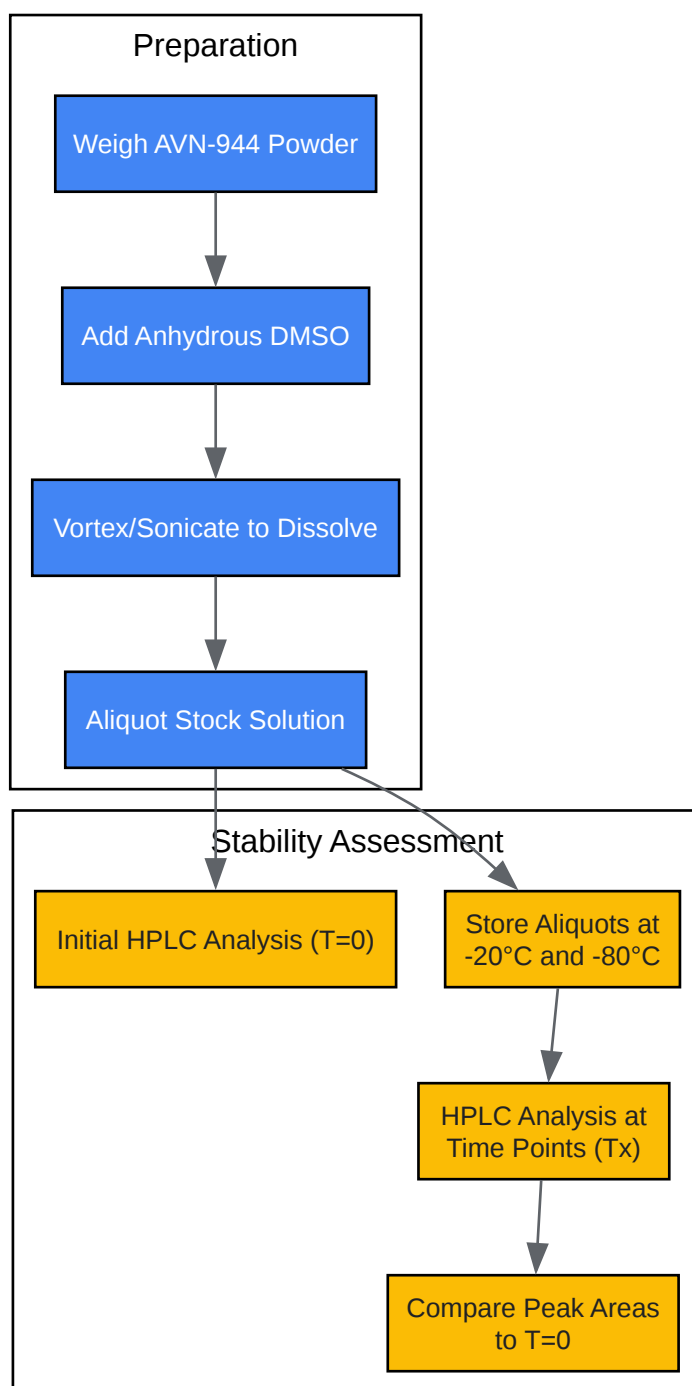 Preparation
Weigh AVN-944 Powder
Add Anhydrous DMSO
Vortex/Sonicate to Dissolve
Aliquot Stock Solution
Stability Assessment
Initial HPLC Analysis (T=0)
Store Aliquots at
-20°C and -80°C
HPLC Analysis at
Time Points (Tx)
Compare Peak Areas
to T=0